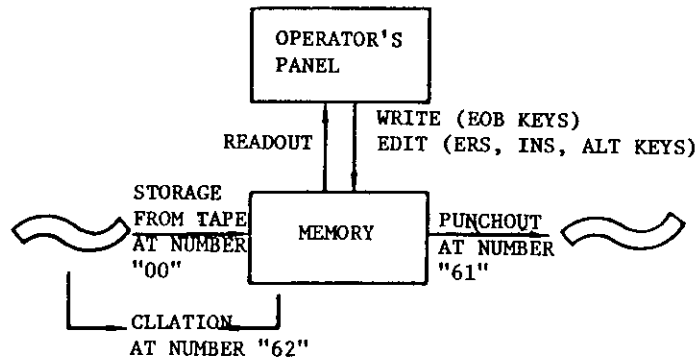 OPERATOR'S
PANEL
READOUT
WRITE (EOB KEYS)
EDIT (ERS, INS, ALT KEYS)
STORAGE
FROM TAPE
AT NUMBER
"00"
MEMORY
PUNCHOUT
AT NUMBER
"61"
CLLATION
AT NUMBER "62"